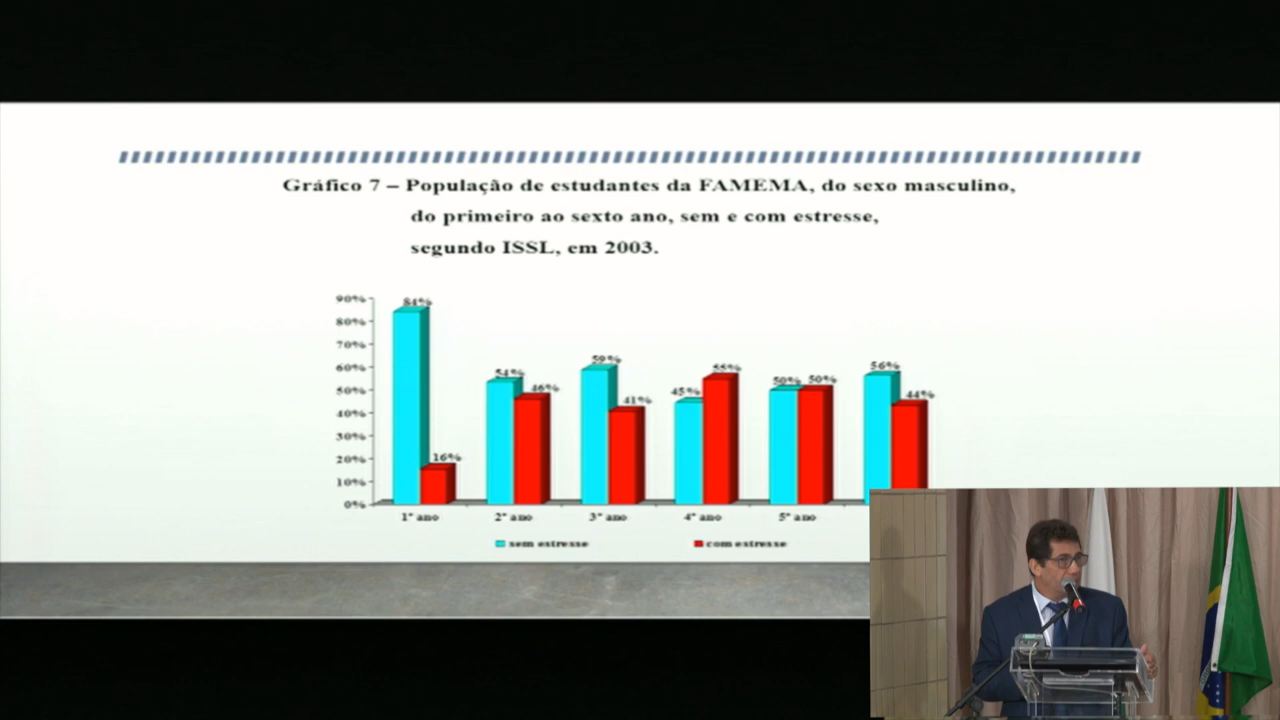 Gráfico 7 – População de estudantes da FAMEMA, do sexo masculino,
do primeiro ao sexto ano, sem e com estresse,
segundo ISSL, em 2003.
90%
80%
70%
60%
50%
40%
30%
20%
10%
0%
84%
16%
54%
46%
59%
41%
45%
55%
50%
50%
56%
44%
1º ano
2º ano
3º ano
4º ano
5º ano
sem estresse
com estresse